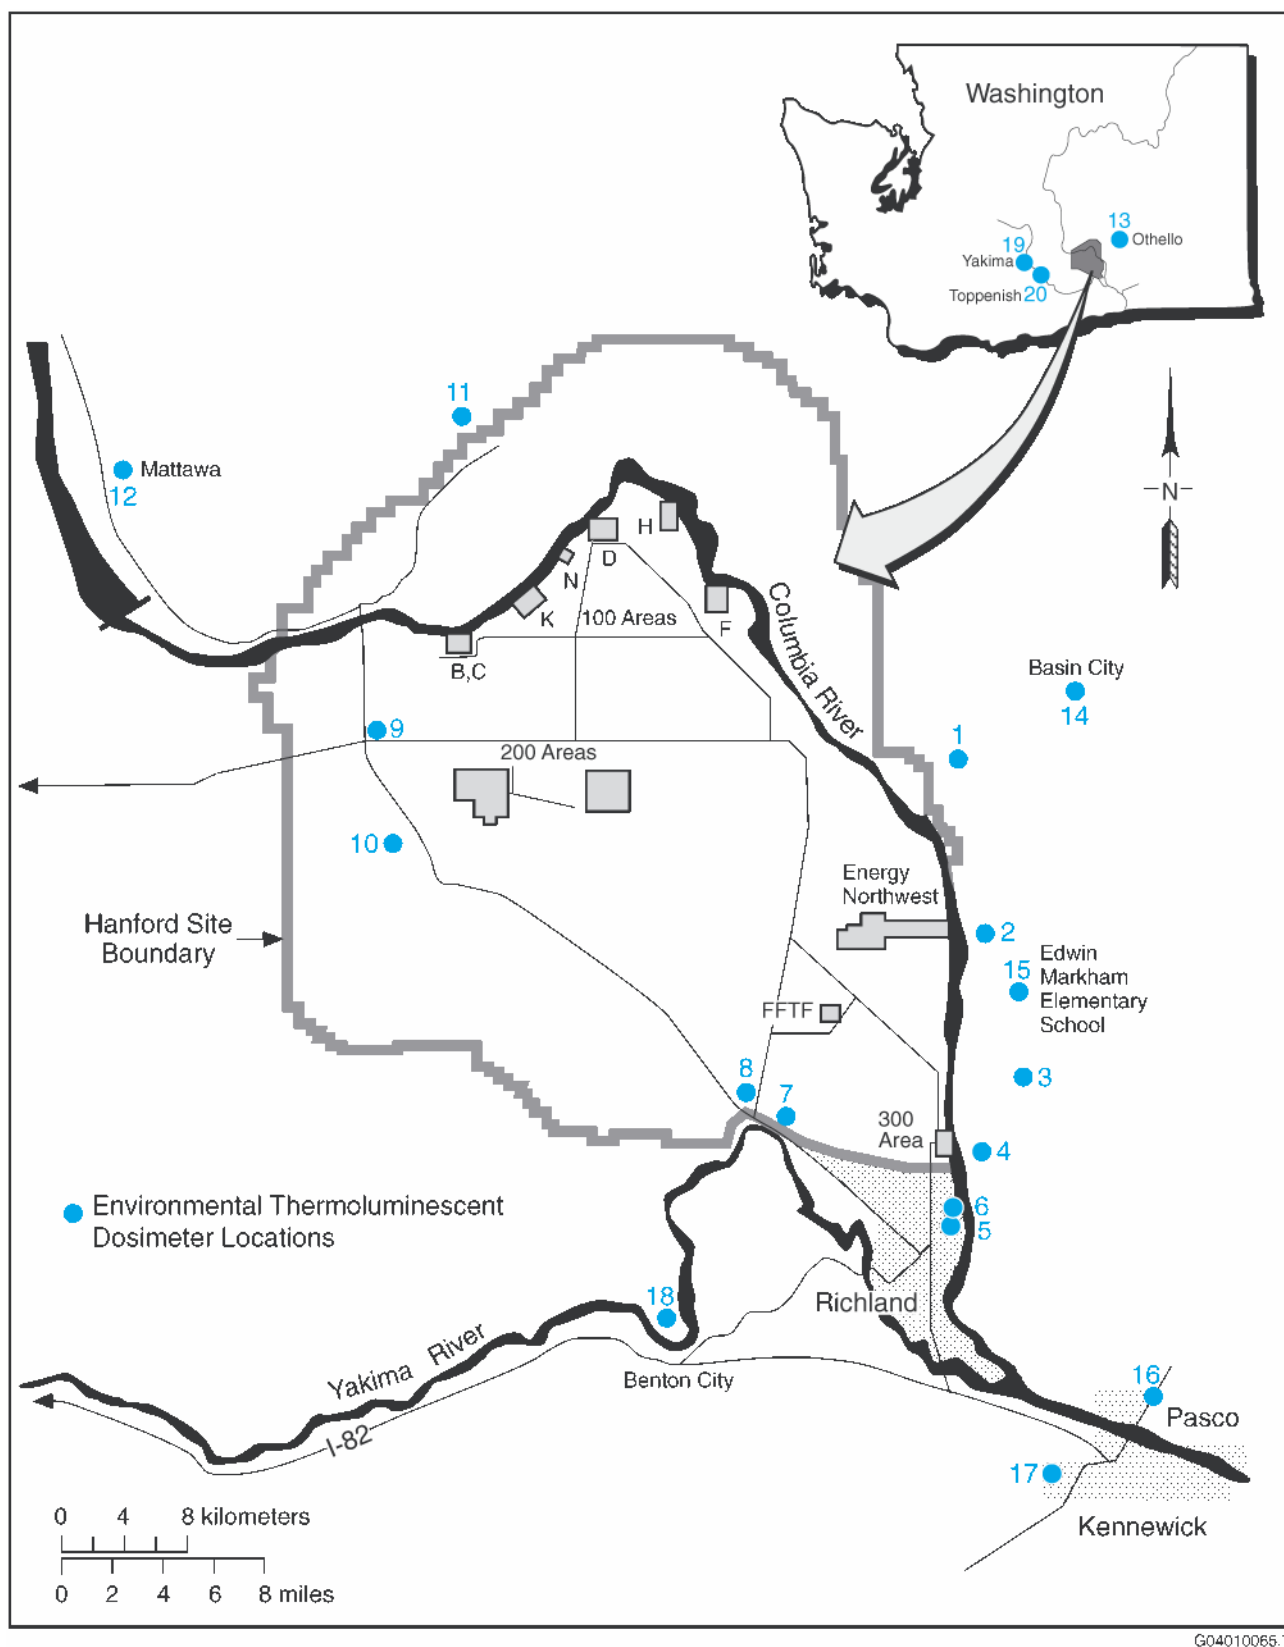 Washington
13
Othello
19
Yakima
Toppenish 20
11
Mattawa
12
N
H
D
N
K
100 Areas
F
B,C
Columbia River
Basin City
14
1
9
200 Areas
10
Energy
Northwest
Hanford Site
Boundary
2
15
Edwin
Markham
Elementary
School
FFTF
3
8
7
300
Area
4
6
5
Environmental Thermoluminescent
Dosimeter Locations
18
Richland
Yakima River
Benton City
I-82
16
Pasco
17
Kennewick
0 4 8 kilometers
0 2 4 6 8 miles